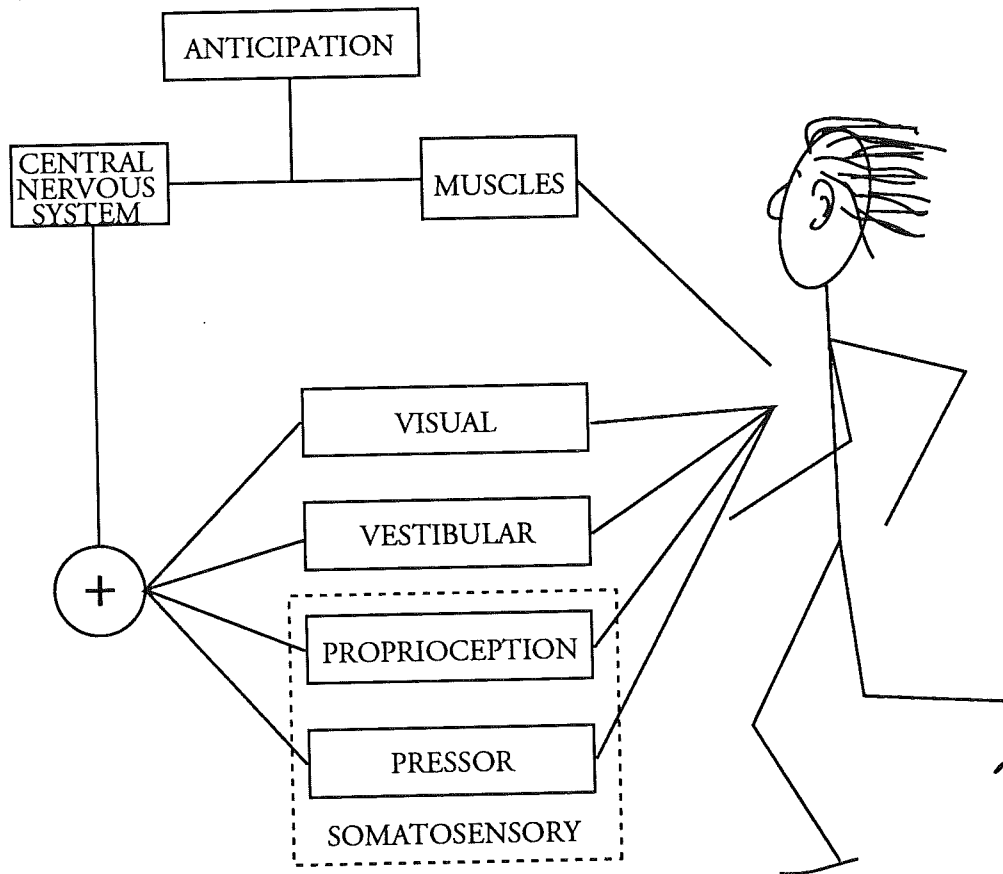 ANTICIPATION
CENTRAL
NERVOUS
SYSTEM
MUSCLES
VISUAL
VESTIBULAR
+
PROPRIOCEPTION
PRESSOR
SOMATOSENSORY